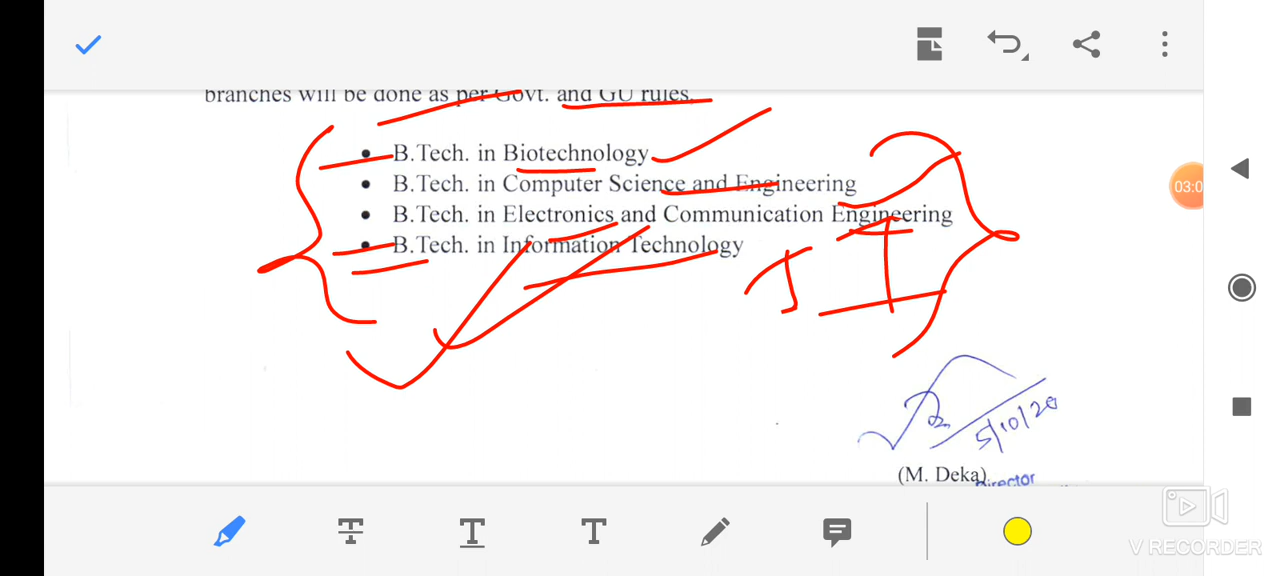 branches will be done as per Govt. and GU rules.
• B.Tech. in Biotechnology
• B.Tech. in Computer Science and Engineering
• B.Tech. in Electronics and Communication Engineering
• B.Tech. in Information Technology
03:0
5/10/20
(M. Deka)
Director
V RECORDER